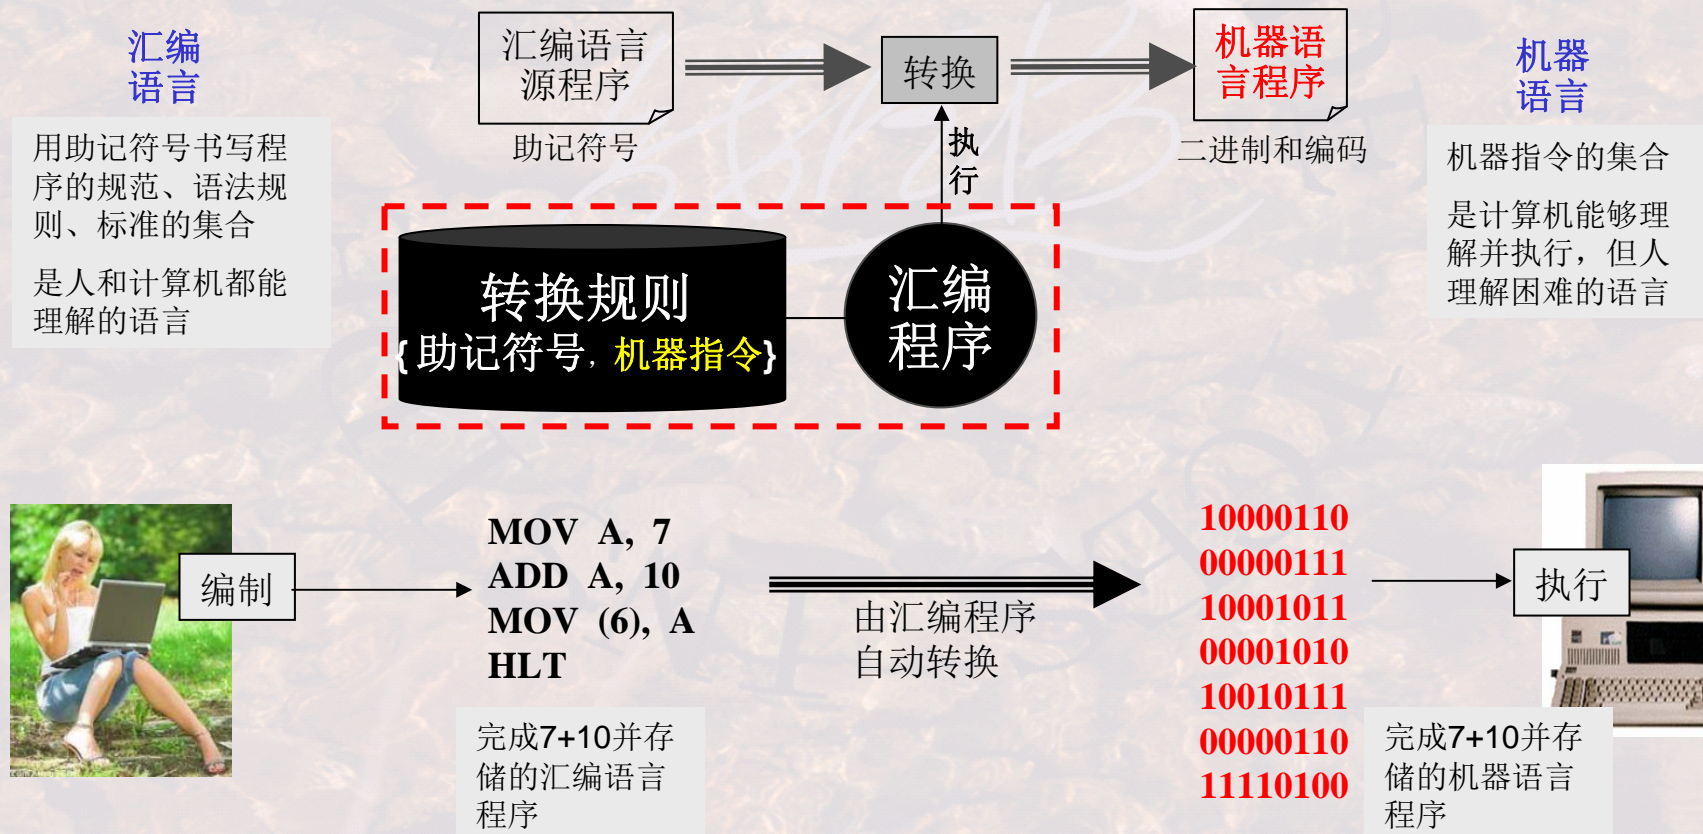 汇编
语言
用助记符号书写程
序的规范、语法规
则、标准的集合
是人和计算机都能
理解的语言
汇编语言
源程序
助记符号
转换
执
行
机器语
言程序
二进制和编码
机器
语言
机器指令的集合
是计算机能够理
解并执行，但人
理解困难的语言
转换规则
{助记符号, 机器指令}
汇编
程序
编制
MOV A, 7
ADD A, 10
MOV (6), A
HLT
完成7+10并存
储的汇编语言
程序
由汇编程序
自动转换
10000110
00000111
10001011
00001010
10010111
00000110
11110100
执行
完成7+10并存
储的机器语言
程序